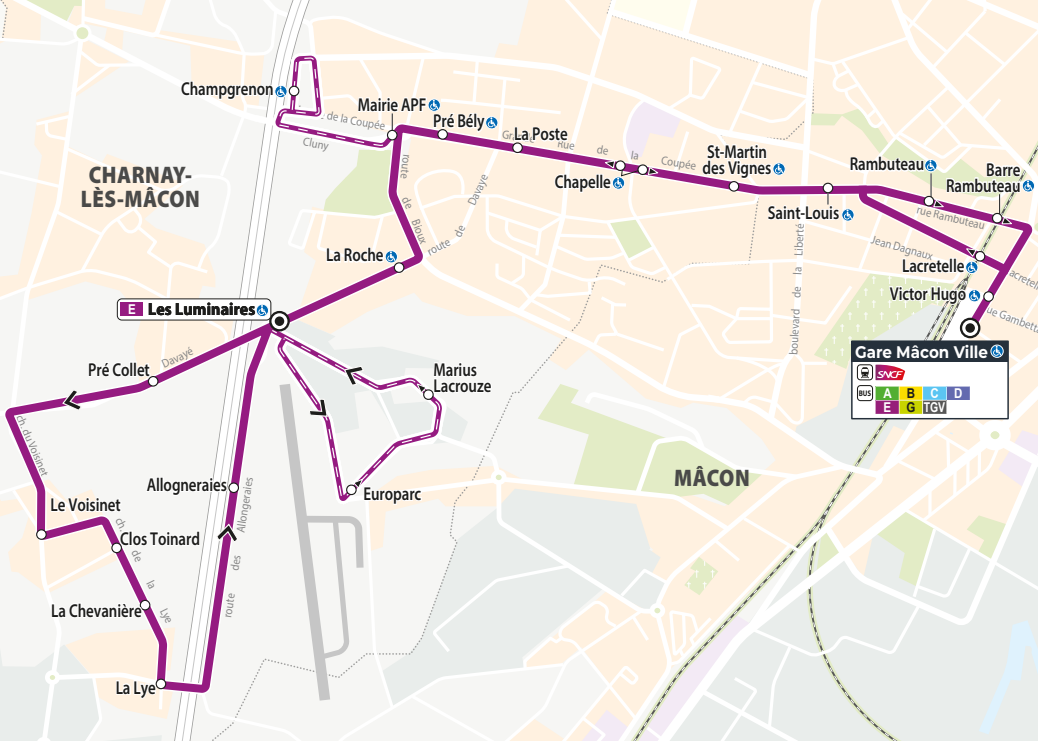 Champgrenon
Mairie APF
de la Coupée
Cluny
Pré Bély
La Poste
Grande Rue de la Coupée
Chapelle
St-Martin
des Vignes
Saint-Louis
Rambuteau
Barre
Rambuteau
rue Rambuteau
Jean Dagnaux
Lacretelle
Lacretelle
Victor Hugo
rue Gambetta
boulevard de la Liberté
CHARNAY-
LÈS-MÂCON
route de Bioux
route de Davayé
La Roche
E Les Luminaires
Gare Mâcon Ville
SNCF
BUS A B C D
E G TGV
Pré Collet
Davayé
Marius
Lacrouze
ch. du Voisinet
Allogneraies
Europarc
MÂCON
Le Voisinet
Clos Toinard
ch. de la Lye
route des Allongeraies
La Chevanière
La Lye